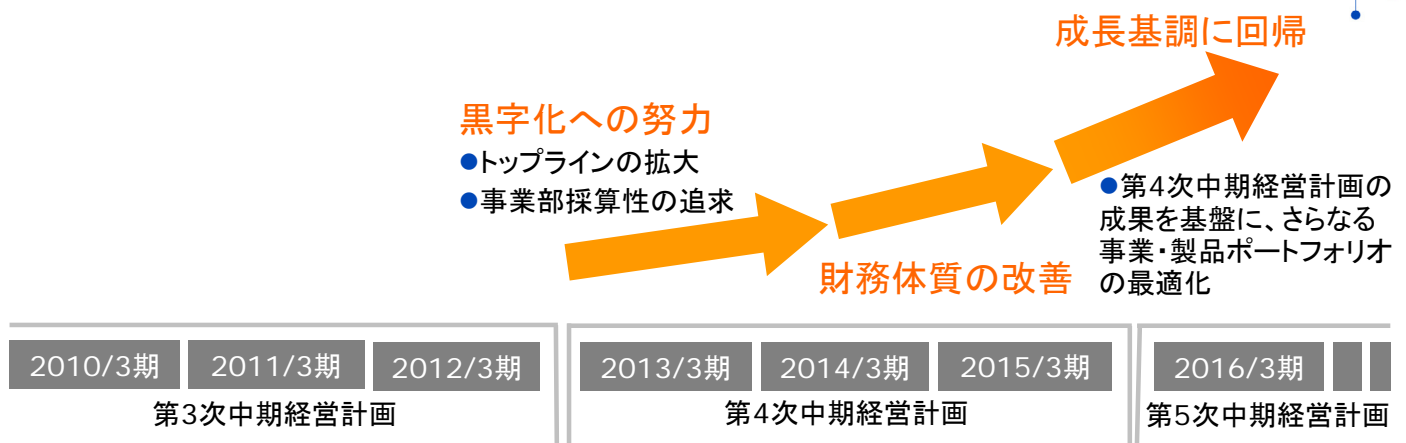 成長基調に回帰
黒字化への努力
●トップラインの拡大
●事業部採算性の追求
●第4次中期経営計画の
成果を基盤に、さらなる
事業・製品ポートフォリオ
の最適化
財務体質の改善
2010/3期 2011/3期 2012/3期 2013/3期 2014/3期 2015/3期 2016/3期
第3次中期経営計画 第4次中期経営計画 第5次中期経営計画